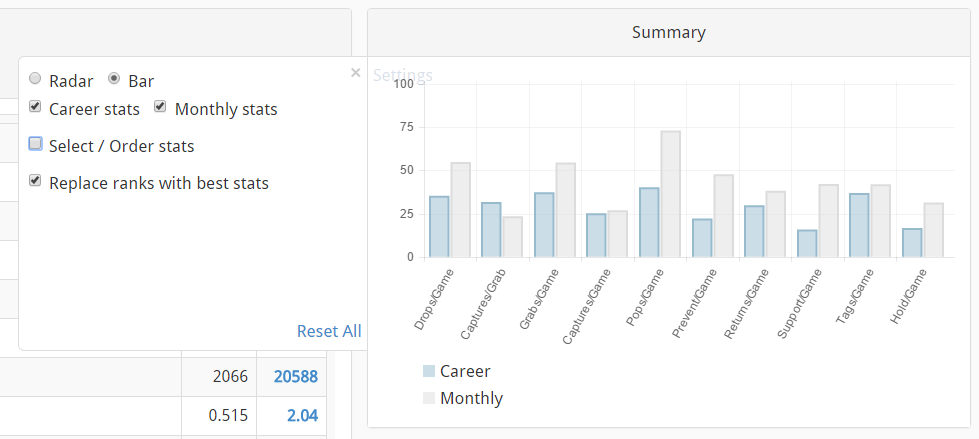 Radar Bar ×
Career stats Monthly stats
Select / Order stats
Replace ranks with best stats
Reset All
2066 20588
0.515 2.04
Summary
Settings
100
75
50
25
0
Drops/Game
Captures/Grab
Grabs/Game
Captures/Game
Pops/Game
Prevent/Game
Returns/Game
Support/Game
Tags/Game
Hold/Game
Career
Monthly